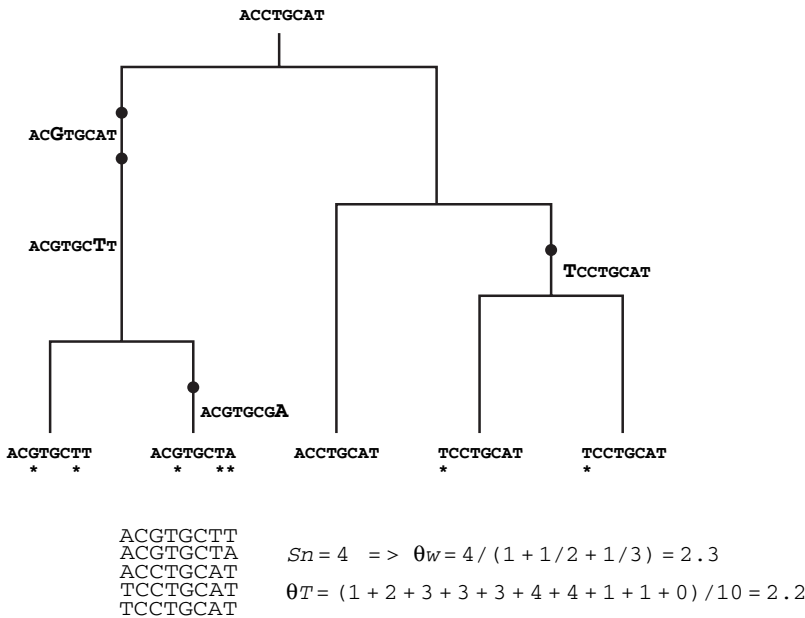 ACCTGCAT
ACGTGCAT
ACGTGCTT
TCCTGCAT
ACGTGCGA
ACGTGCTT ACGTGCTA ACCTGCAT TCCTGCAT TCCTGCAT
* * * ** * *
ACGTGCTT
ACGTGCTA
ACCTGCAT
TCCTGCAT
TCCTGCAT
Sn = 4 => θw = 4/(1 + 1/2 + 1/3) = 2.3
θT = (1 + 2 + 3 + 3 + 3 + 4 + 4 + 1 + 1 + 0)/10 = 2.2